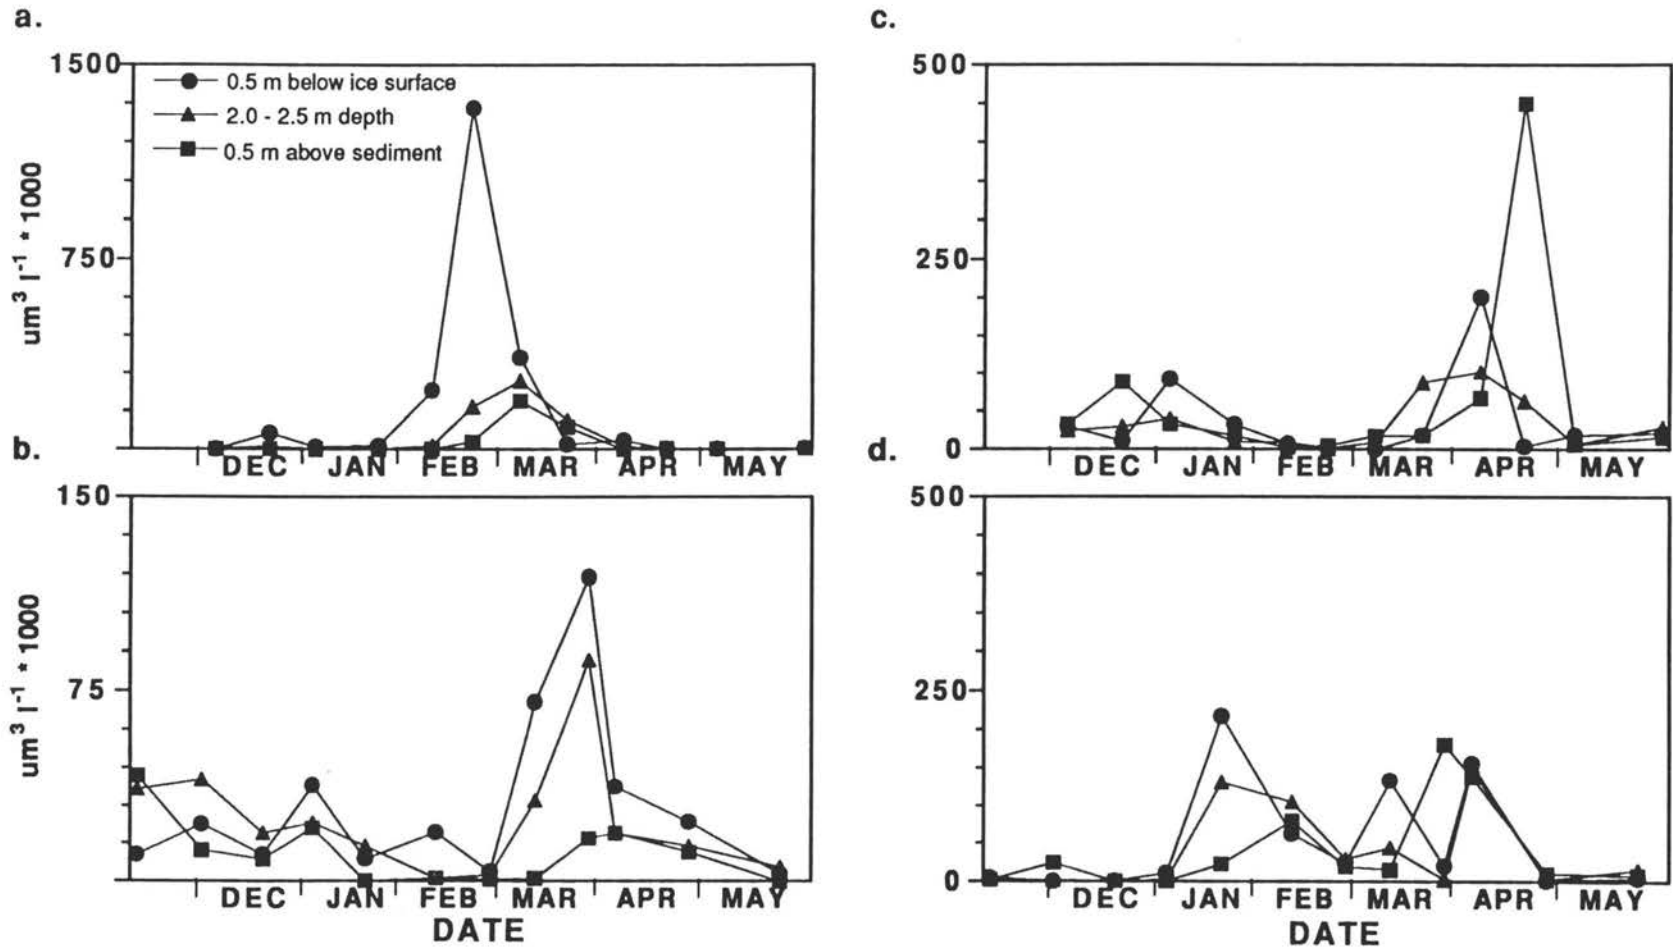 a.
1500
750
um³ l⁻¹ * 1000
0.5 m below ice surface
2.0 - 2.5 m depth
0.5 m above sediment
DEC JAN FEB MAR APR MAY
b.
150
75
um³ l⁻¹ * 1000
DEC JAN FEB MAR APR MAY
DATE
c.
500
250
0
DEC JAN FEB MAR APR MAY
d.
500
250
0
DEC JAN FEB MAR APR MAY
DATE